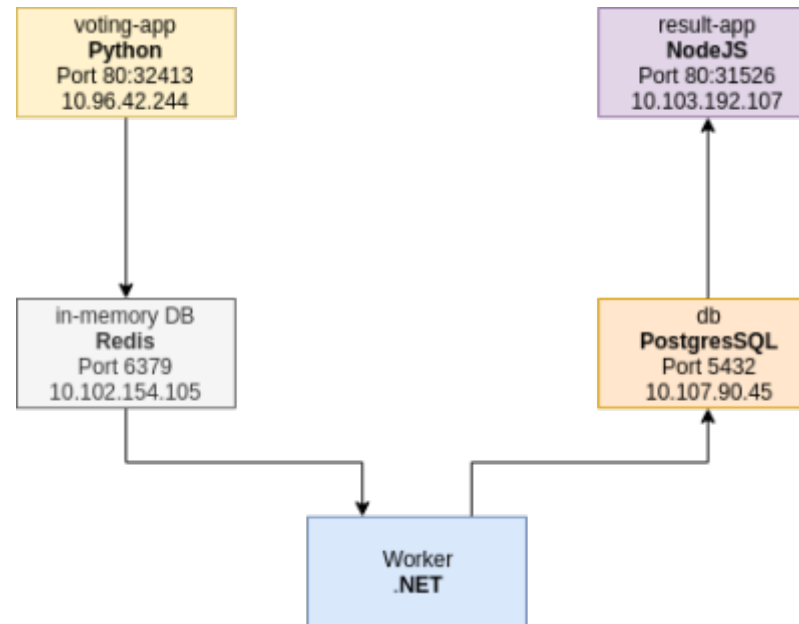 voting-app
Python
Port 80:32413
10.96.42.244
result-app
NodeJS
Port 80:31526
10.103.192.107
in-memory DB
Redis
Port 6379
10.102.154.105
db
PostgresSQL
Port 5432
10.107.90.45
Worker
.NET